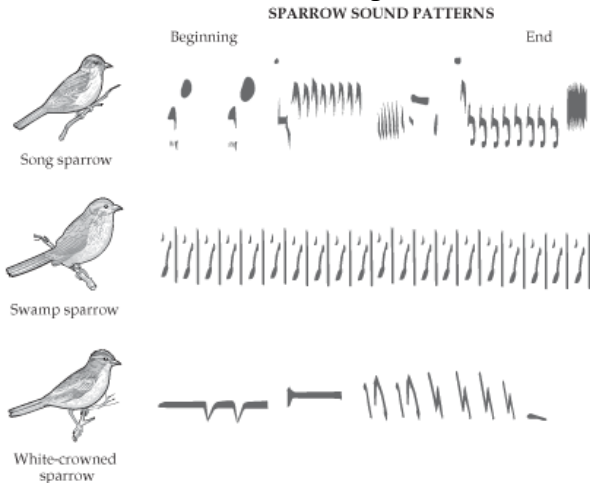 SPARROW SOUND PATTERNS
Beginning
End
Song sparrow
Swamp sparrow
White-crowned
sparrow